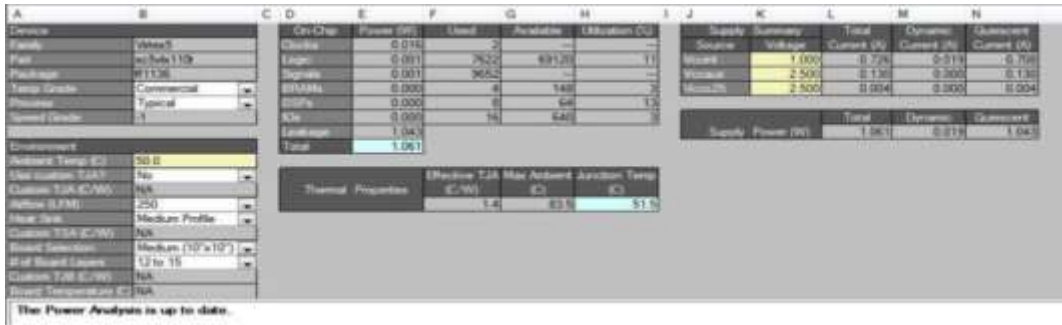 A B C D E F G H I J K L M N
Device
Family Virtex5
Part xc5vlx110t
Package ff1136
Temp Grade Commercial
Process Typical
Speed Grade -1
Environment
Ambient Temp (C) 50.0
Use custom TJA? No
Custom TJA (C/W) NA
Airflow (LFM) 250
Heat Sink Medium Profile
Custom TSA (C/W) NA
Board Selection Medium (10"x10")
# of Board Layers 12 to 15
Custom TJB (C/W) NA
Board Temperature (C) NA
On-Chip Power (W) Used Available Utilization (%)
Clocks 0.016 2 --- ---
Logic 0.001 7622 69120 11
Signals 0.001 9652 --- ---
BRAMs 0.000 4 148 3
DSPs 0.000 8 64 13
IOs 0.000 16 640 3
Leakage 1.043
Total 1.061
Effective TJA Max Ambient Junction Temp
Thermal Properties (C/W) (C) (C)
1.4 83.5 51.5
Supply Summary Total Dynamic Quiescent
Source Voltage Current (A) Current (A) Current (A)
Vccint 1.000 0.726 0.019 0.708
Vccaux 2.500 0.130 0.000 0.130
Vcco25 2.500 0.004 0.000 0.004
Total Dynamic Quiescent
Supply Power (W) 1.061 0.019 1.043
The Power Analysis is up to date.